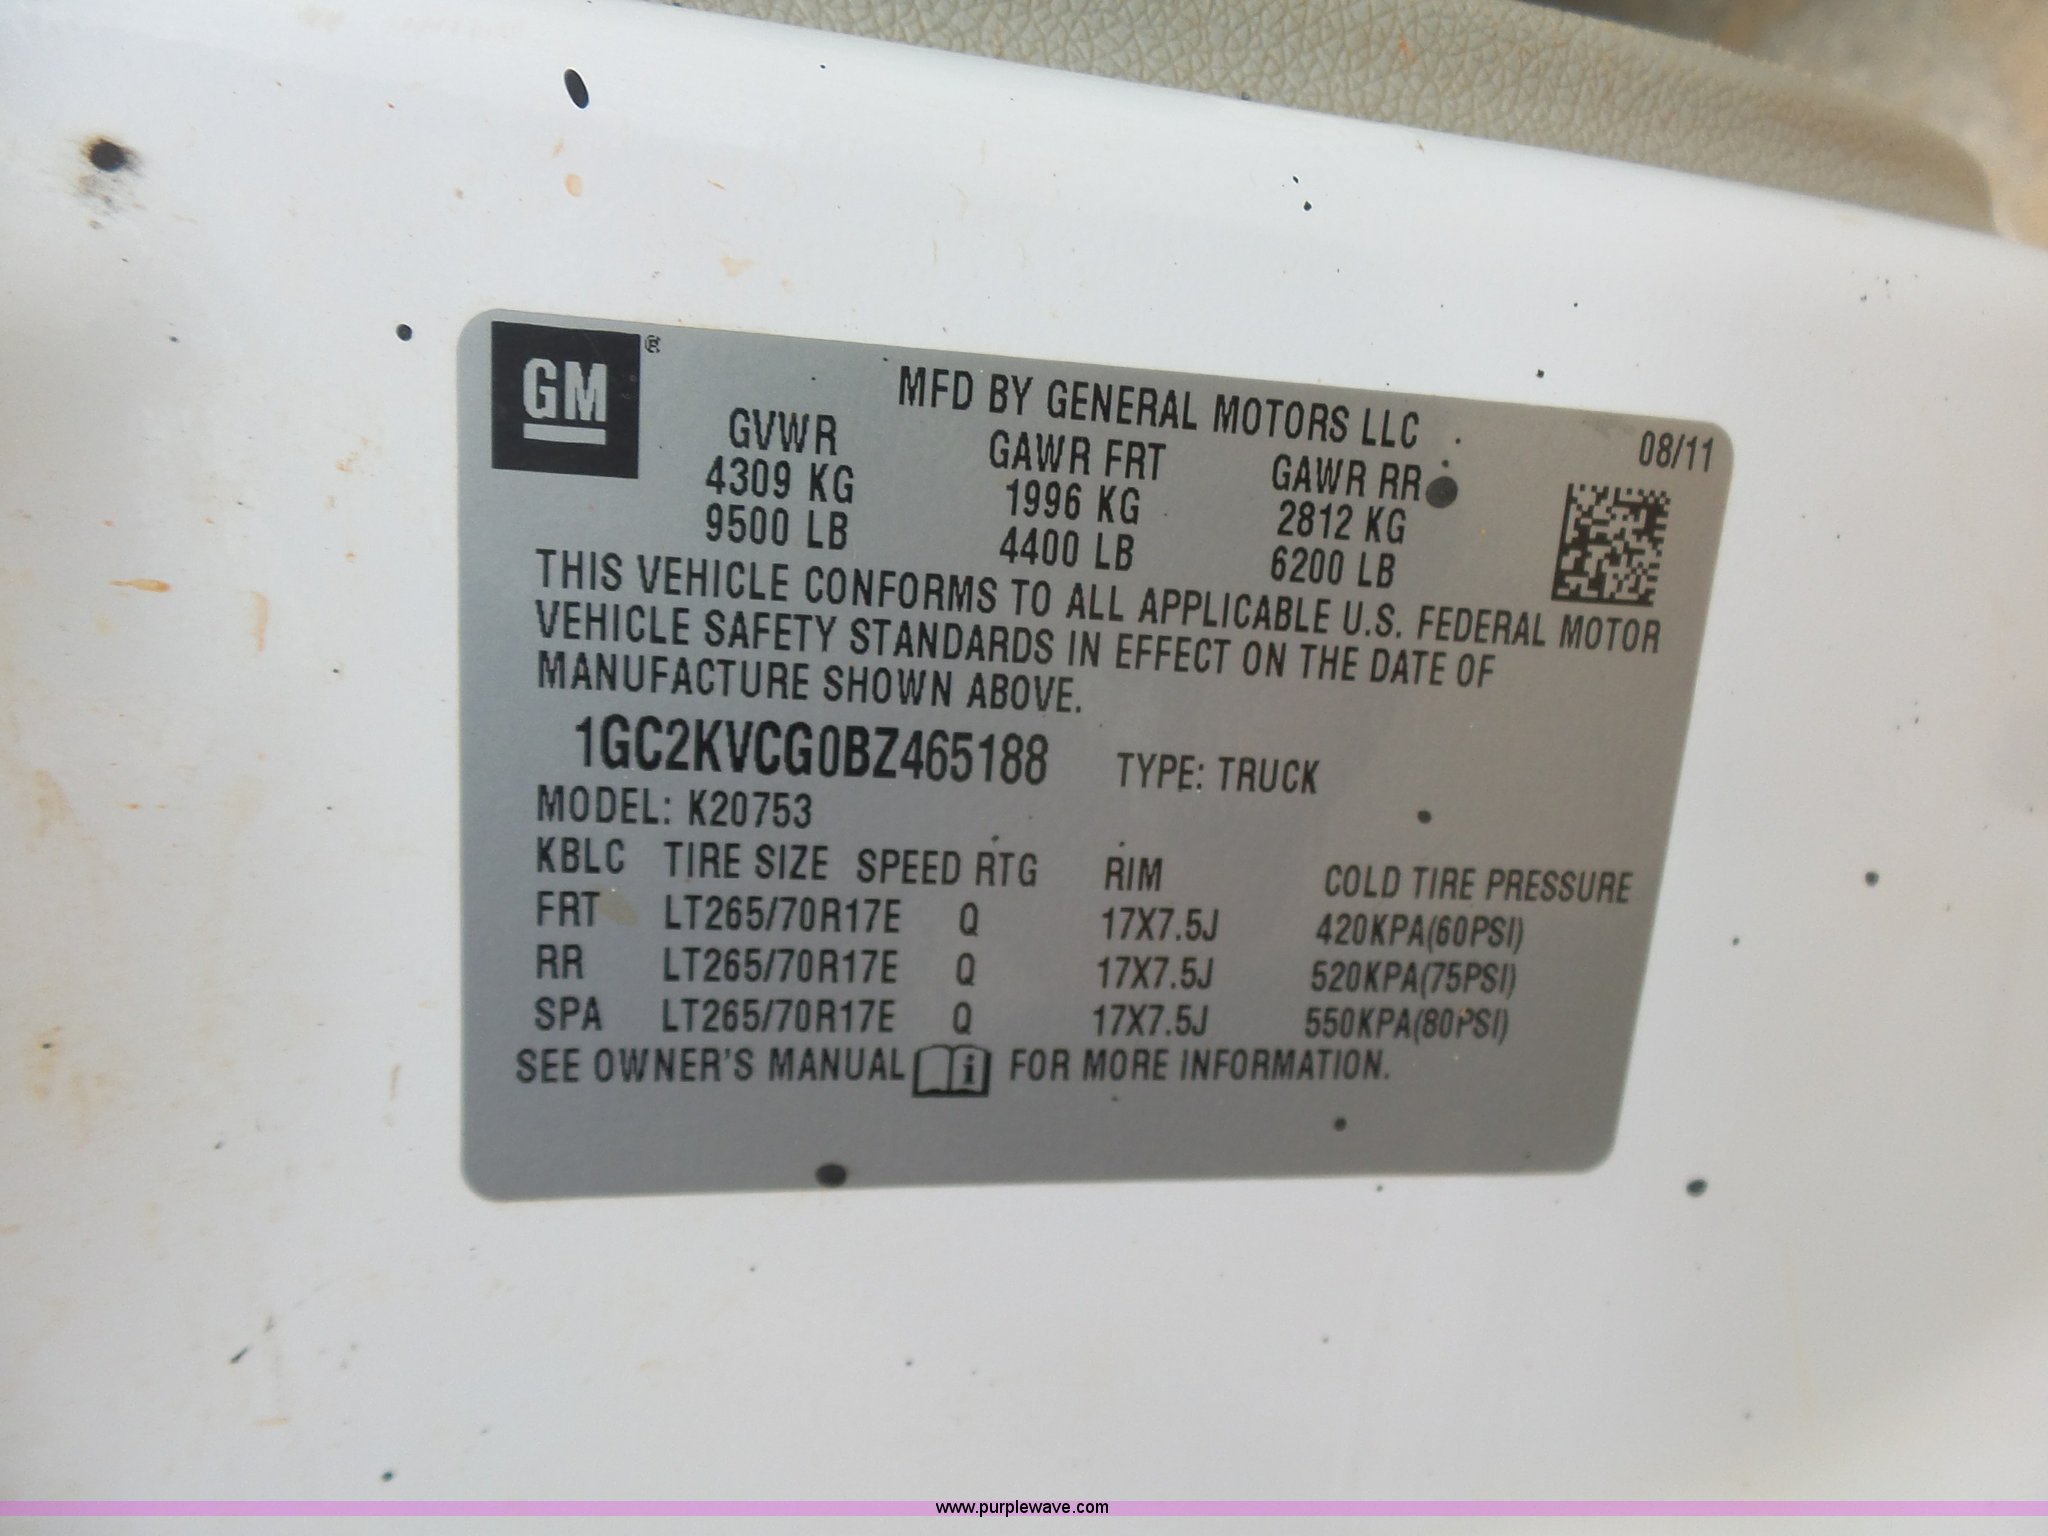 GM ®
MFD BY GENERAL MOTORS LLC
08/11
GVWR GAWR FRT GAWR RR
4309 KG 1996 KG 2812 KG
9500 LB 4400 LB 6200 LB
THIS VEHICLE CONFORMS TO ALL APPLICABLE U.S. FEDERAL MOTOR
VEHICLE SAFETY STANDARDS IN EFFECT ON THE DATE OF
MANUFACTURE SHOWN ABOVE.
1GC2KVCG0BZ465188 TYPE: TRUCK
MODEL: K20753
KBLC TIRE SIZE SPEED RTG RIM COLD TIRE PRESSURE
FRT LT265/70R17E Q 17X7.5J 420KPA(60PSI)
RR LT265/70R17E Q 17X7.5J 520KPA(75PSI)
SPA LT265/70R17E Q 17X7.5J 550KPA(80PSI)
SEE OWNER'S MANUAL i FOR MORE INFORMATION.
www.purplewave.com